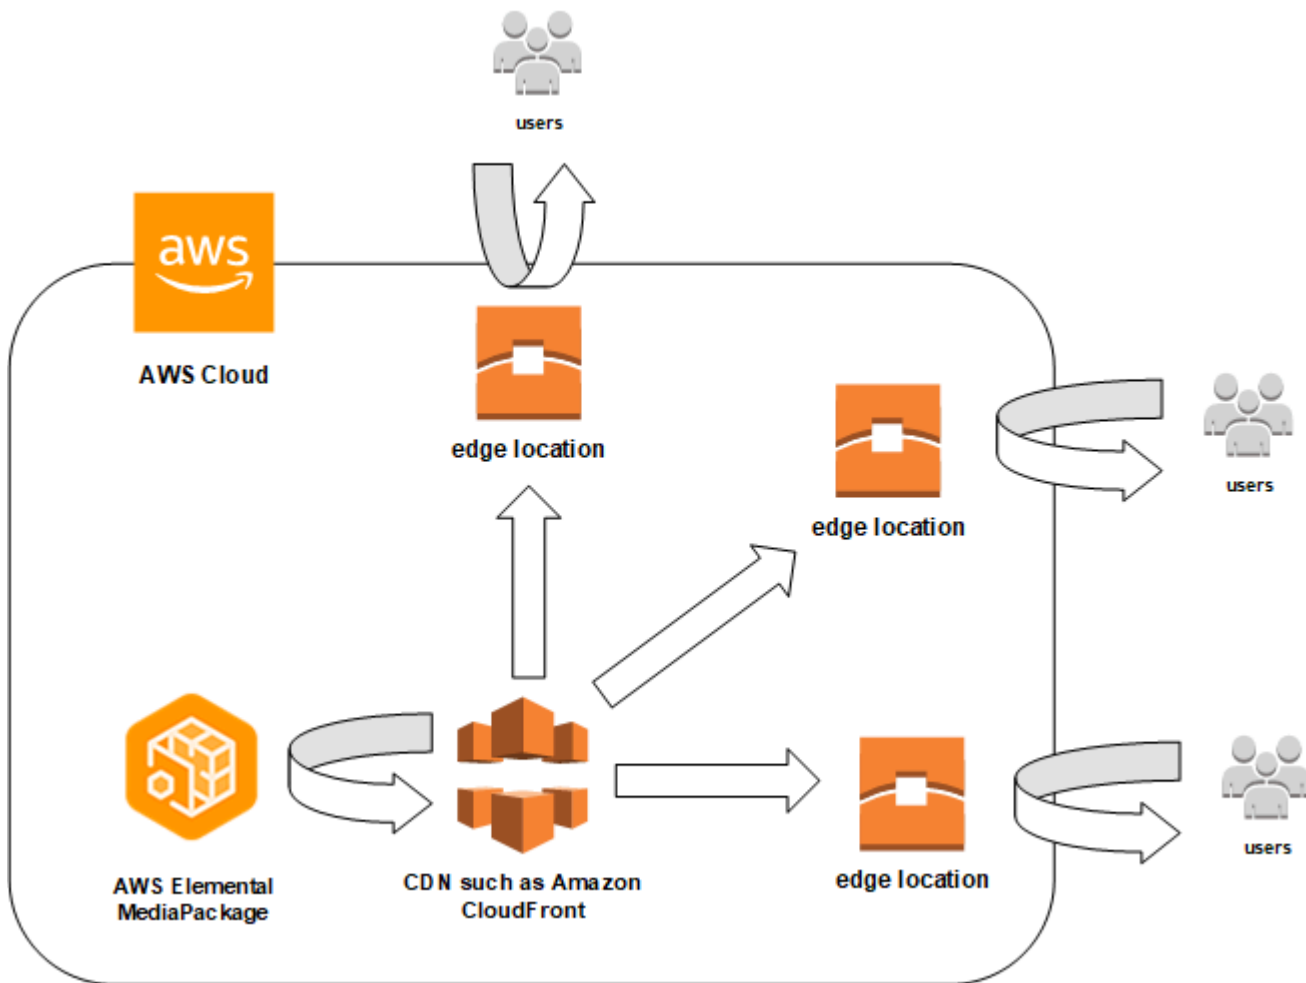 users
aws
AWS Cloud
edge location
edge location
users
AWS Elemental
MediaPackage
CDN such as Amazon
CloudFront
edge location
users